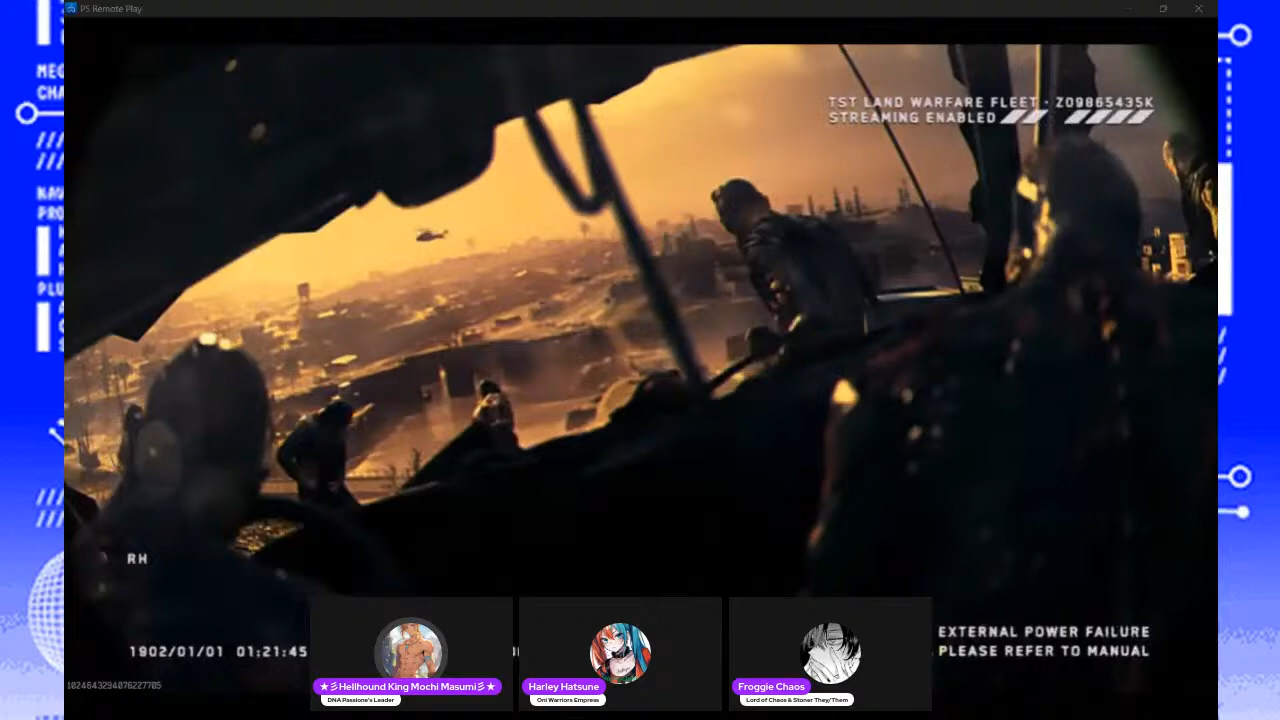 PS Remote Play
TST LAND WARFARE FLEET · Z09865435K
STREAMING ENABLED
RH
1902/01/01 01:21:45
EXTERNAL POWER FAILURE
PLEASE REFER TO MANUAL
1024643294076227705
★彡Hellhound King Mochi Masumi彡★
DNA Passione's Leader
Harley Hatsune
Oni Warriors Empress
Froggie Chaos
Lord of Chaos & Stoner They/Them